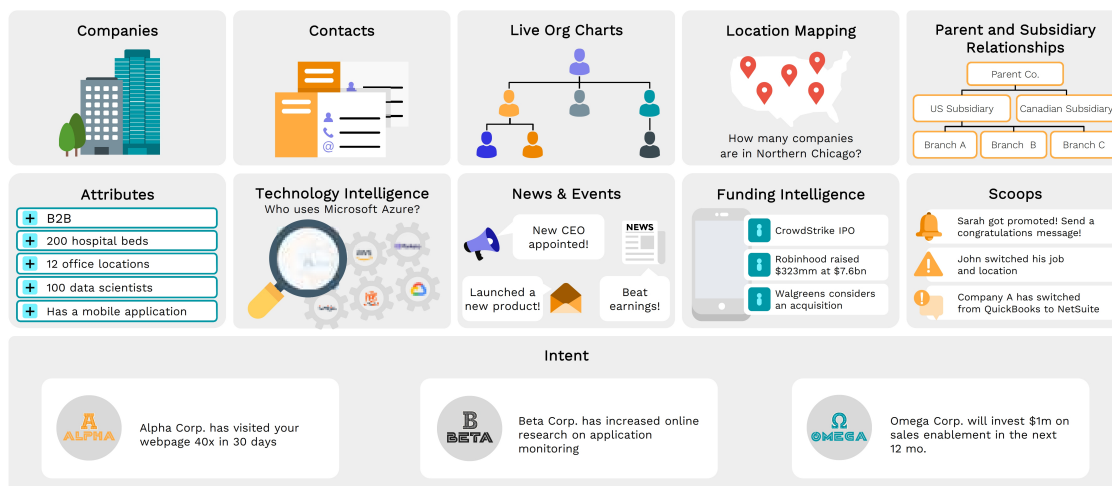 Companies
Contacts
@
Live Org Charts
Location Mapping
How many companies
are in Northern Chicago?
Parent and Subsidiary
Relationships
Parent Co.
US Subsidiary
Canadian Subsidiary
Branch A
Branch B
Branch C
Attributes
+ B2B
+ 200 hospital beds
+ 12 office locations
+ 100 data scientists
+ Has a mobile application
Technology Intelligence
Who uses Microsoft Azure?
aws
News & Events
New CEO
appointed!
NEWS
Launched a
new product!
Beat
earnings!
Funding Intelligence
CrowdStrike IPO
Robinhood raised
$323mm at $7.6bn
Walgreens considers
an acquisition
Scoops
Sarah got promoted! Send a
congratulations message!
John switched his job
and location
Company A has switched
from QuickBooks to NetSuite
Intent
A
ALPHA
Alpha Corp. has visited your
webpage 40x in 30 days
B
BETA
Beta Corp. has increased online
research on application
monitoring
Ω
OMEGA
Omega Corp. will invest $1m on
sales enablement in the next
12 mo.